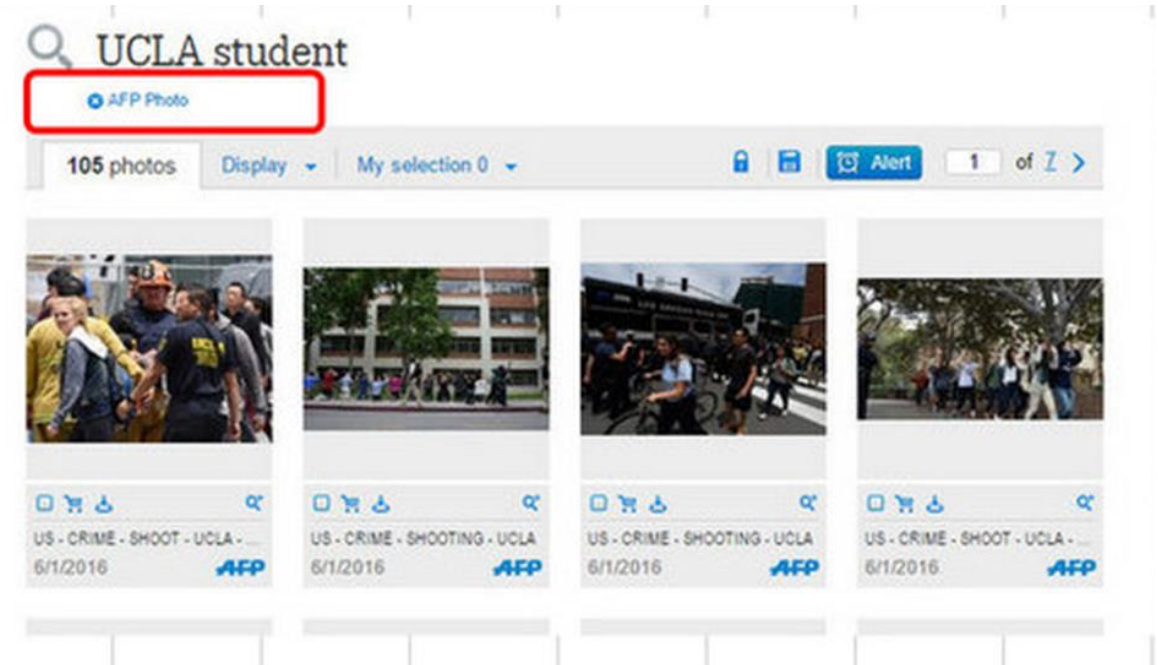 UCLA student
AFP Photo
105 photos Display My selection 0 Alert 1 of 7 >
US - CRIME - SHOOT - UCLA - ...
6/1/2016 AFP
US - CRIME - SHOOTING - UCLA
6/1/2016 AFP
US - CRIME - SHOOTING - UCLA
6/1/2016 AFP
US - CRIME - SHOOT - UCLA - ...
6/1/2016 AFP